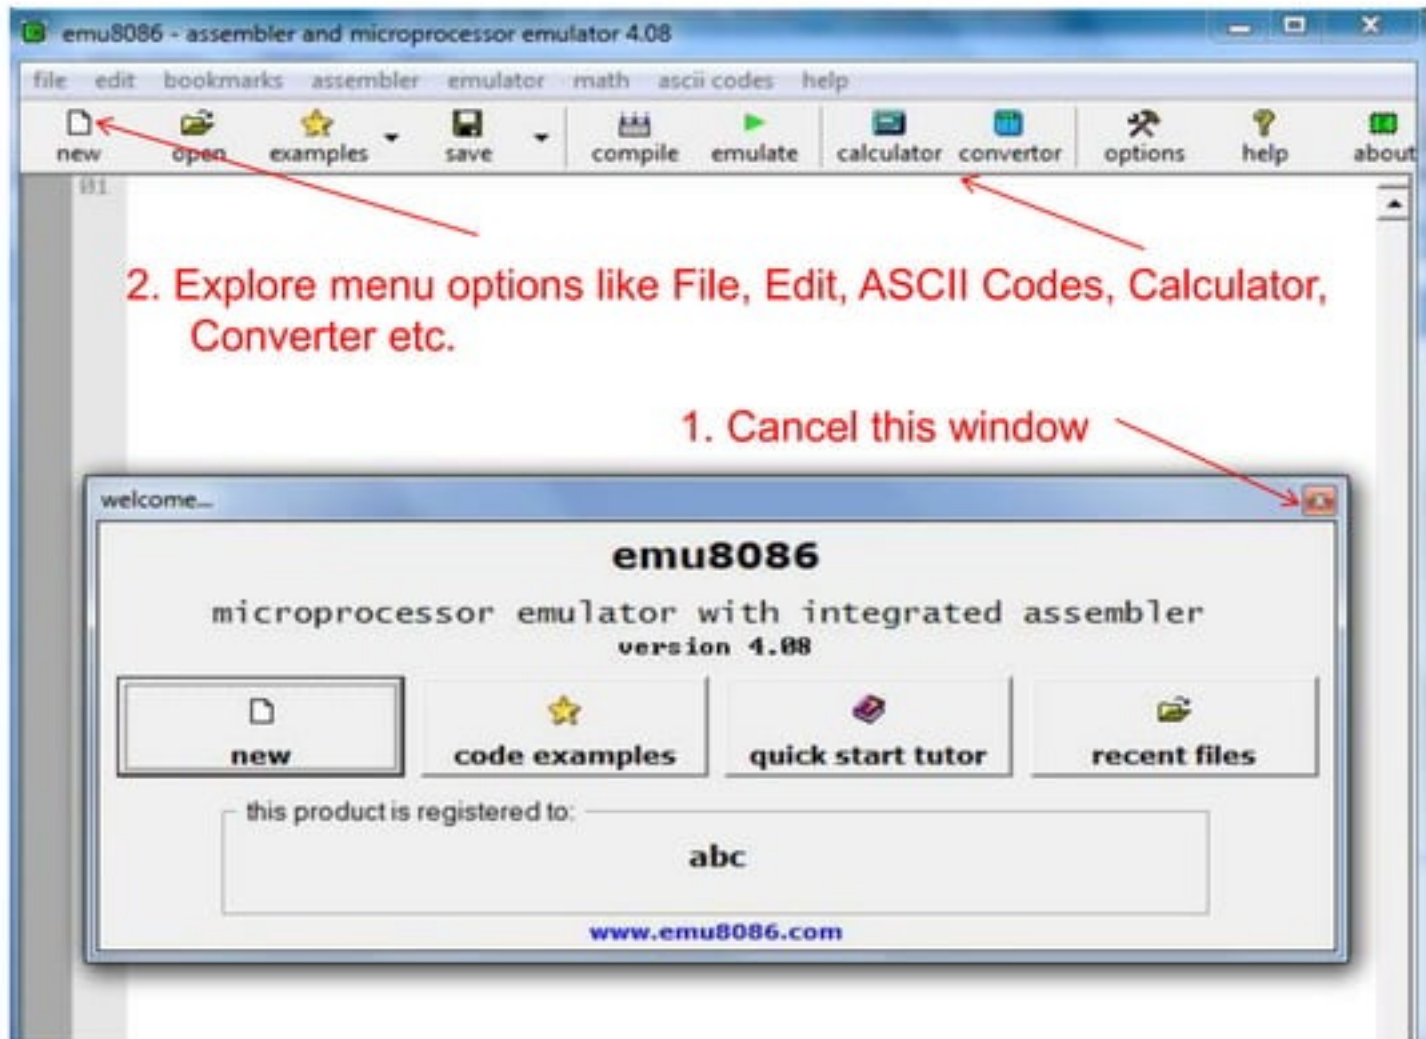 emu8086 - assembler and microprocessor emulator 4.08
file edit bookmarks assembler emulator math ascii codes help
new open examples save compile emulate calculator convertor options help about
01
2. Explore menu options like File, Edit, ASCII Codes, Calculator,
Converter etc.
1. Cancel this window
welcome...
emu8086
microprocessor emulator with integrated assembler
version 4.08
new code examples quick start tutor recent files
this product is registered to:
abc
www.emu8086.com